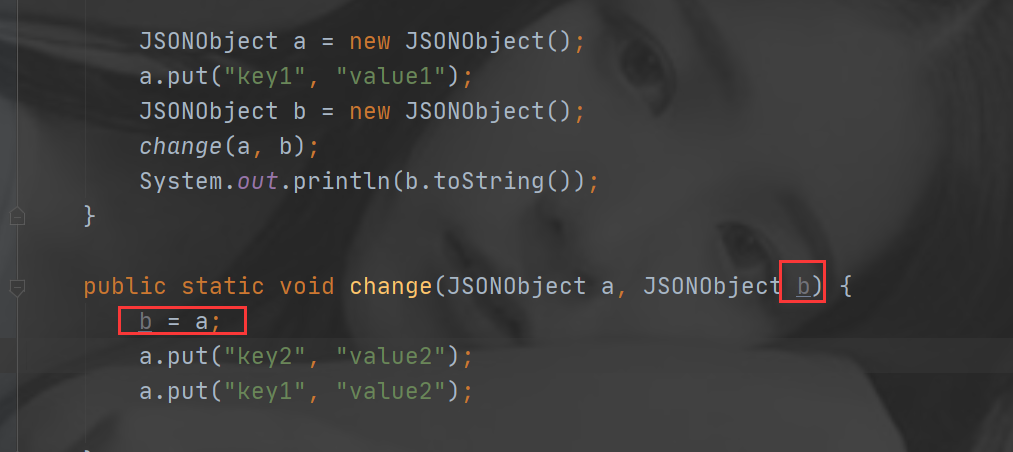 JSONObject a = new JSONObject();
a.put("key1", "value1");
JSONObject b = new JSONObject();
change(a, b);
System.out.println(b.toString());
}
public static void change(JSONObject a, JSONObject b) {
b = a;
a.put("key2", "value2");
a.put("key1", "value2");
}